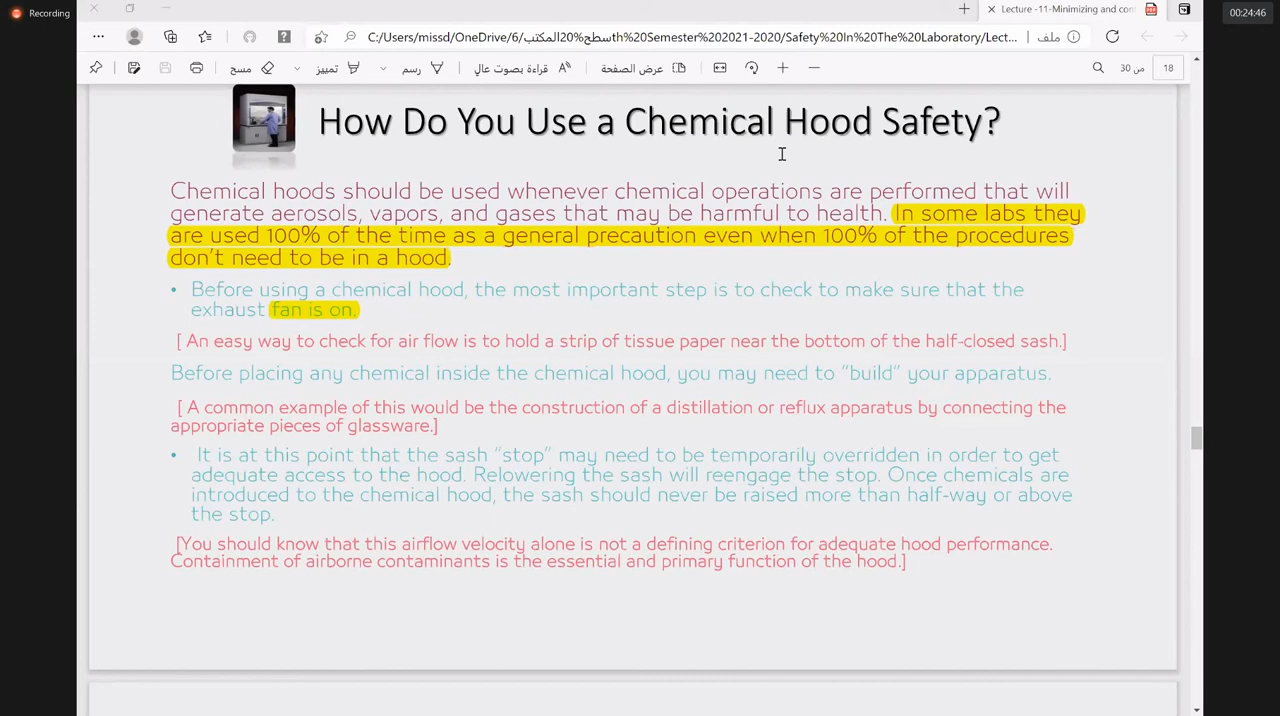 Recording
00:24:46
Lecture -11-Minimizing and con
C:/Users/missd/OneDrive/6/سطح%20المكتبth%20Semester%202021-2020/Safety%20In%20The%20Laboratory/Lect...
ملف
مسح
تمييز
رسم
قراءة بصوت عالٍ
عرض الصفحة
من 30
18
How Do You Use a Chemical Hood Safety?
Chemical hoods should be used whenever chemical operations are performed that will
generate aerosols, vapors, and gases that may be harmful to health. In some labs they
are used 100% of the time as a general precaution even when 100% of the procedures
don't need to be in a hood.
• Before using a chemical hood, the most important step is to check to make sure that the
exhaust fan is on.
[ An easy way to check for air flow is to hold a strip of tissue paper near the bottom of the half-closed sash.]
Before placing any chemical inside the chemical hood, you may need to “build” your apparatus.
[ A common example of this would be the construction of a distillation or reflux apparatus by connecting the
appropriate pieces of glassware.]
• It is at this point that the sash “stop” may need to be temporarily overridden in order to get
adequate access to the hood. Relowering the sash will reengage the stop. Once chemicals are
introduced to the chemical hood, the sash should never be raised more than half-way or above
the stop.
[You should know that this airflow velocity alone is not a defining criterion for adequate hood performance.
Containment of airborne contaminants is the essential and primary function of the hood.]